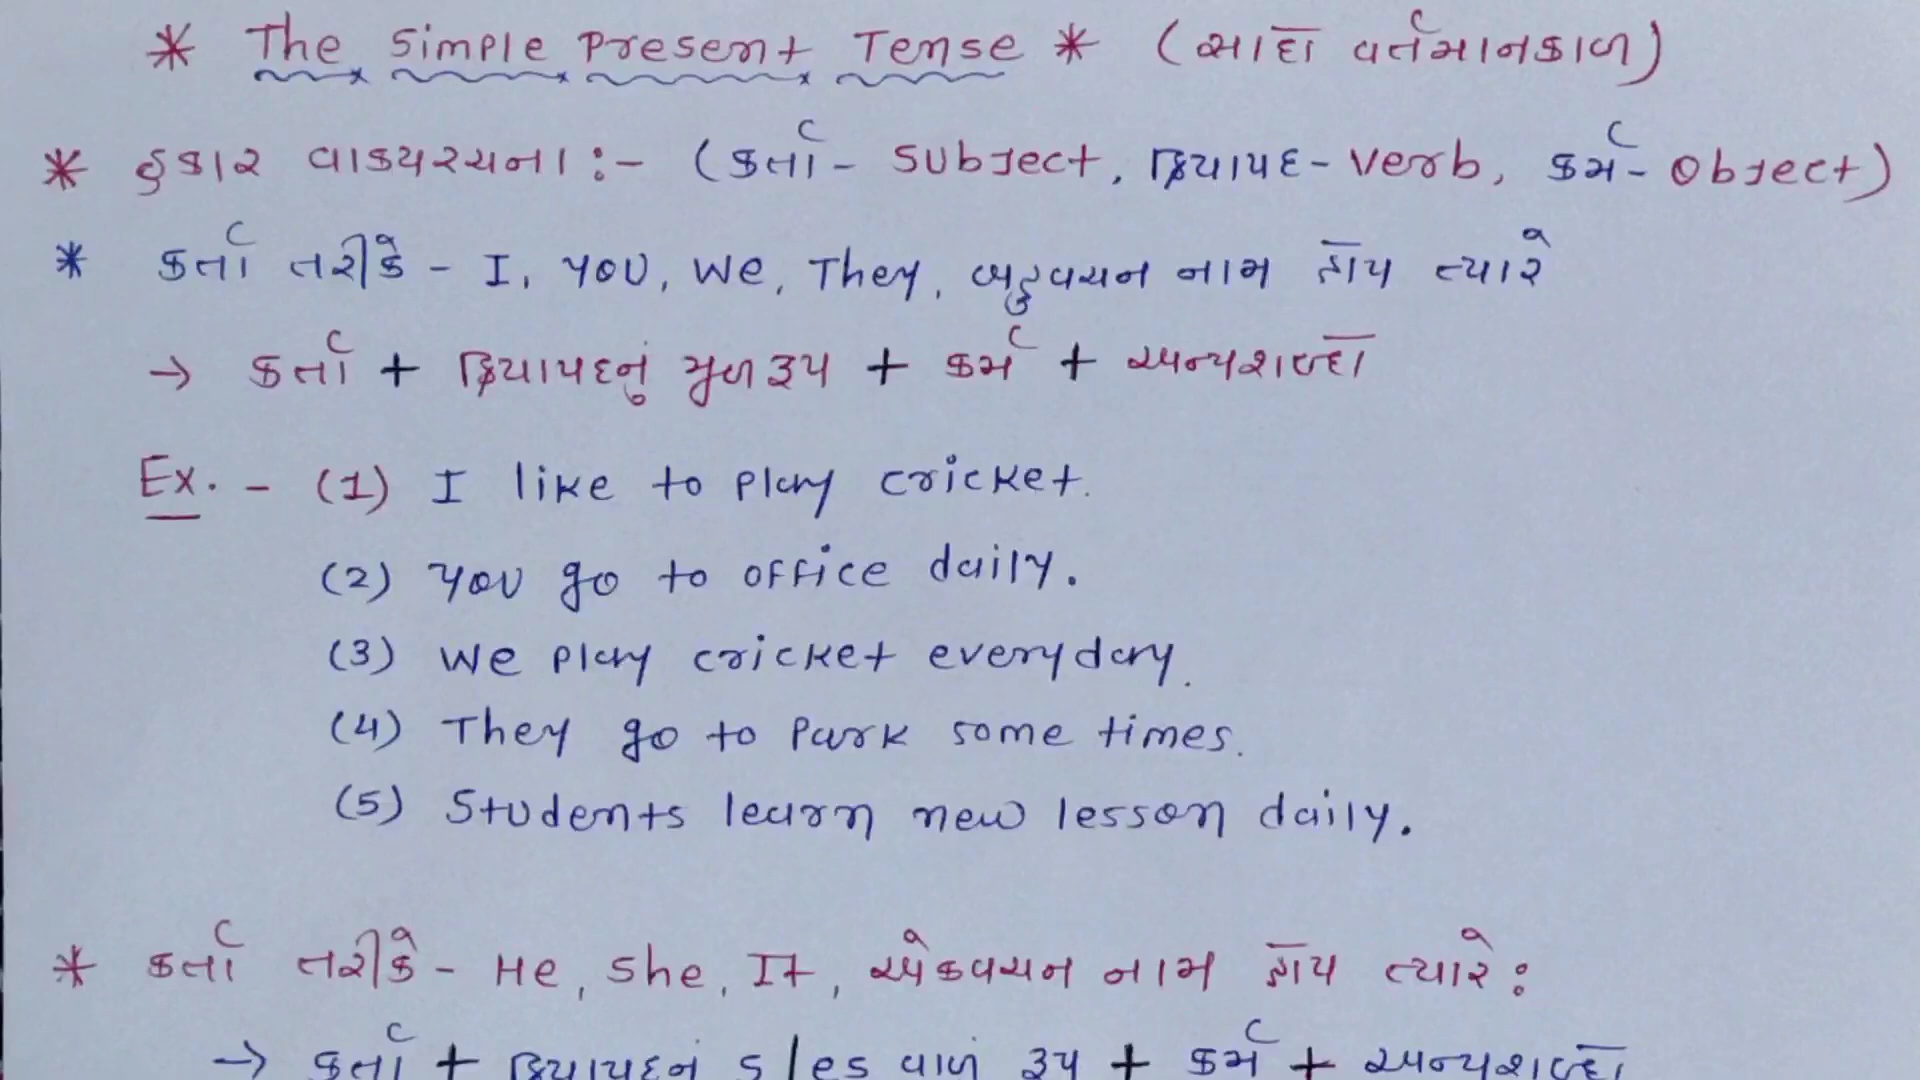 * The Simple Present Tense * (સાદો વર્તમાનકાળ)
* હકાર વાક્યરચના :- (કર્તા - Subject, ક્રિયાપદ - Verb, કર્મ - Object)
* કર્તા તરીકે - I, you, we, They, બહુવચન નામ હોય ત્યારે
→ કર્તા + ક્રિયાપદનું મુળ રૂપ + કર્મ + અન્યશબ્દો
Ex. - (1) I like to play cricket.
(2) you go to office daily.
(3) we play cricket everyday.
(4) They go to park some times.
(5) Students learn new lesson daily.
* કર્તા તરીકે - He, she, It, એકવચન નામ હોય ત્યારે :
→ કર્તા + ક્રિયાપદનું s/es વાળું રૂપ + કર્મ + અન્યશબ્દો